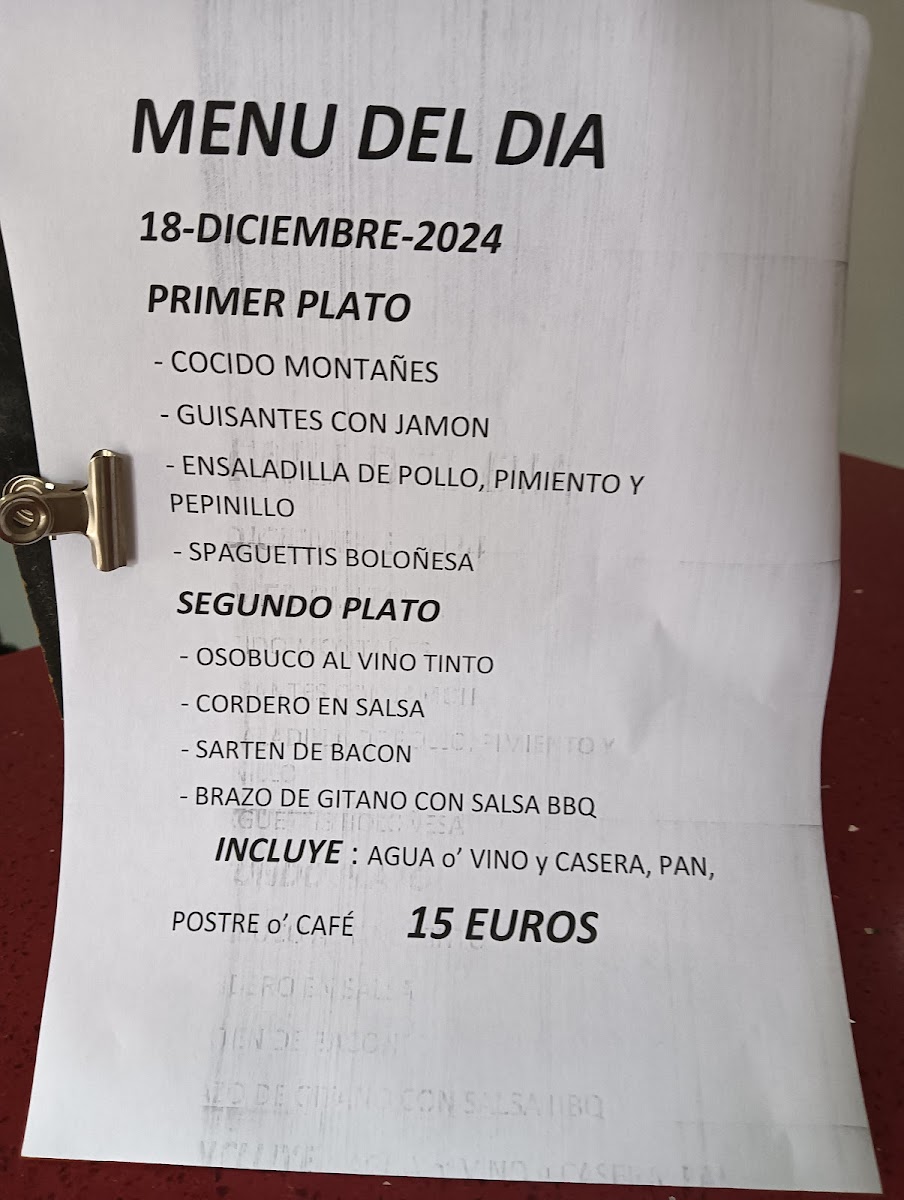 MENU DEL DIA
18-DICIEMBRE-2024
PRIMER PLATO
- COCIDO MONTAÑES
- GUISANTES CON JAMON
- ENSALADILLA DE POLLO, PIMIENTO Y
PEPINILLO
- SPAGUETTIS BOLOÑESA
SEGUNDO PLATO
- OSOBUCO AL VINO TINTO
- CORDERO EN SALSA
- SARTEN DE BACON
- BRAZO DE GITANO CON SALSA BBQ
INCLUYE : AGUA o' VINO y CASERA, PAN,
POSTRE o' CAFÉ 15 EUROS